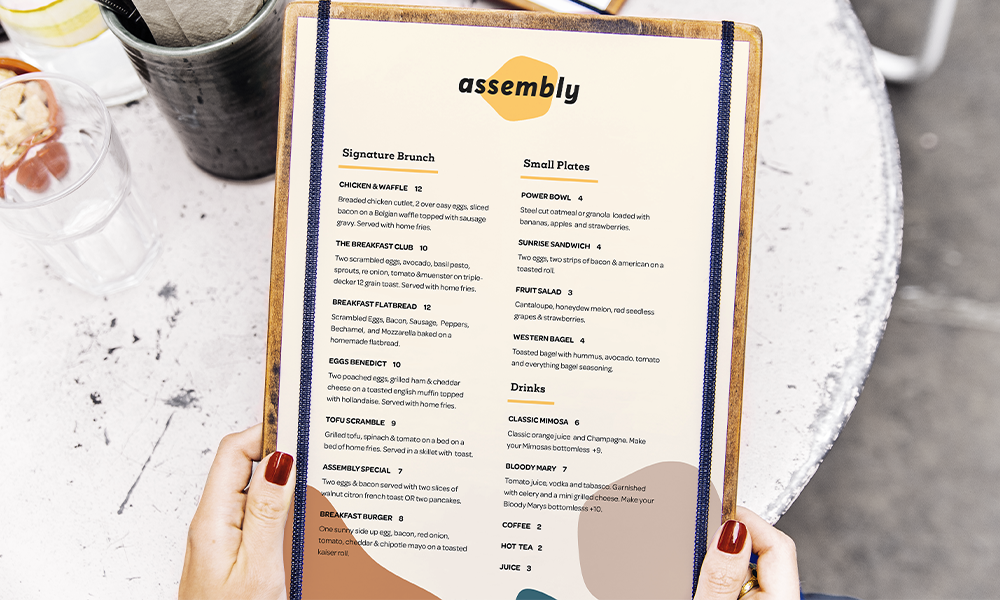 assembly
Signature Brunch
CHICKEN & WAFFLE 12
Breaded chicken cutlet, 2 over easy eggs, sliced
bacon on a Belgian waffle topped with sausage
gravy. Served with home fries.
THE BREAKFAST CLUB 10
Two scrambled eggs, avocado, basil pesto,
sprouts, re onion, tomato &muenster on triple-
decker 12 grain toast. Served with home fries.
BREAKFAST FLATBREAD 12
Scrambled Eggs, Bacon, Sausage, Peppers,
Bechamel, and Mozzarella baked on a
homemade flatbread.
EGGS BENEDICT 10
Two poached eggs, grilled ham & cheddar
cheese on a toasted english muffin topped
with hollandaise. Served with home fries.
TOFU SCRAMBLE 9
Grilled tofu, spinach & tomato on a bed on a
bed of home fries. Served in a skillet with toast.
ASSEMBLY SPECIAL 7
Two eggs & bacon served with two slices of
walnut citron french toast OR two pancakes.
BREAKFAST BURGER 8
One sunny side up egg, bacon, red onion,
tomato, cheddar & chipotle mayo on a toasted
kaiser roll.
Small Plates
POWER BOWL 4
Steel cut oatmeal or granola loaded with
bananas, apples and strawberries.
SUNRISE SANDWICH 4
Two eggs, two strips of bacon & american on a
toasted roll.
FRUIT SALAD 3
Cantaloupe, honeydew melon, red seedless
grapes & strawberries.
WESTERN BAGEL 4
Toasted bagel with hummus, avocado, tomato
and everything bagel seasoning.
Drinks
CLASSIC MIMOSA 6
Classic orange juice and Champagne. Make
your Mimosas bottomless +9.
BLOODY MARY 7
Tomato juice, vodka and tabasco. Garnished
with celery and a mini grilled cheese. Make your
Bloody Marys bottomlesss +10.
COFFEE 2
HOT TEA 2
JUICE 3